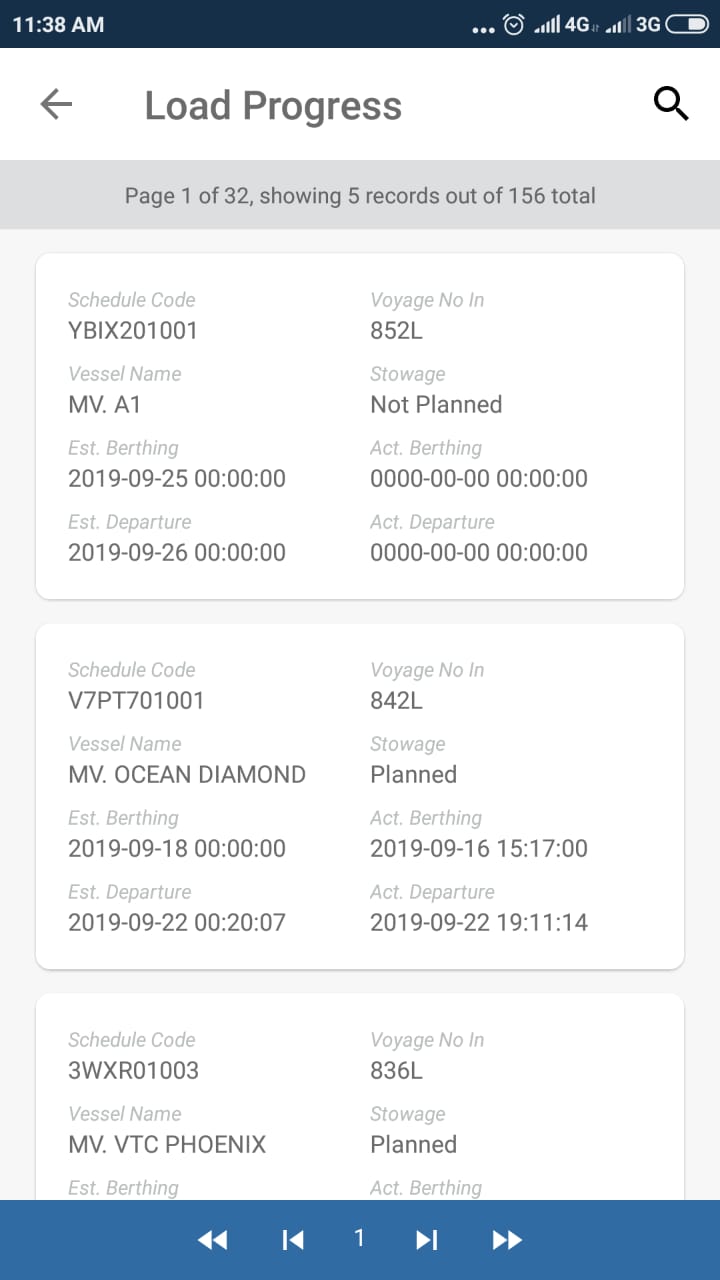 11:38 AM ... 4G 3G
Load Progress
Page 1 of 32, showing 5 records out of 156 total
Schedule Code Voyage No In
YBIX201001 852L
Vessel Name Stowage
MV. A1 Not Planned
Est. Berthing Act. Berthing
2019-09-25 00:00:00 0000-00-00 00:00:00
Est. Departure Act. Departure
2019-09-26 00:00:00 0000-00-00 00:00:00
Schedule Code Voyage No In
V7PT701001 842L
Vessel Name Stowage
MV. OCEAN DIAMOND Planned
Est. Berthing Act. Berthing
2019-09-18 00:00:00 2019-09-16 15:17:00
Est. Departure Act. Departure
2019-09-22 00:20:07 2019-09-22 19:11:14
Schedule Code Voyage No In
3WXR01003 836L
Vessel Name Stowage
MV. VTC PHOENIX Planned
Est. Berthing Act. Berthing
1